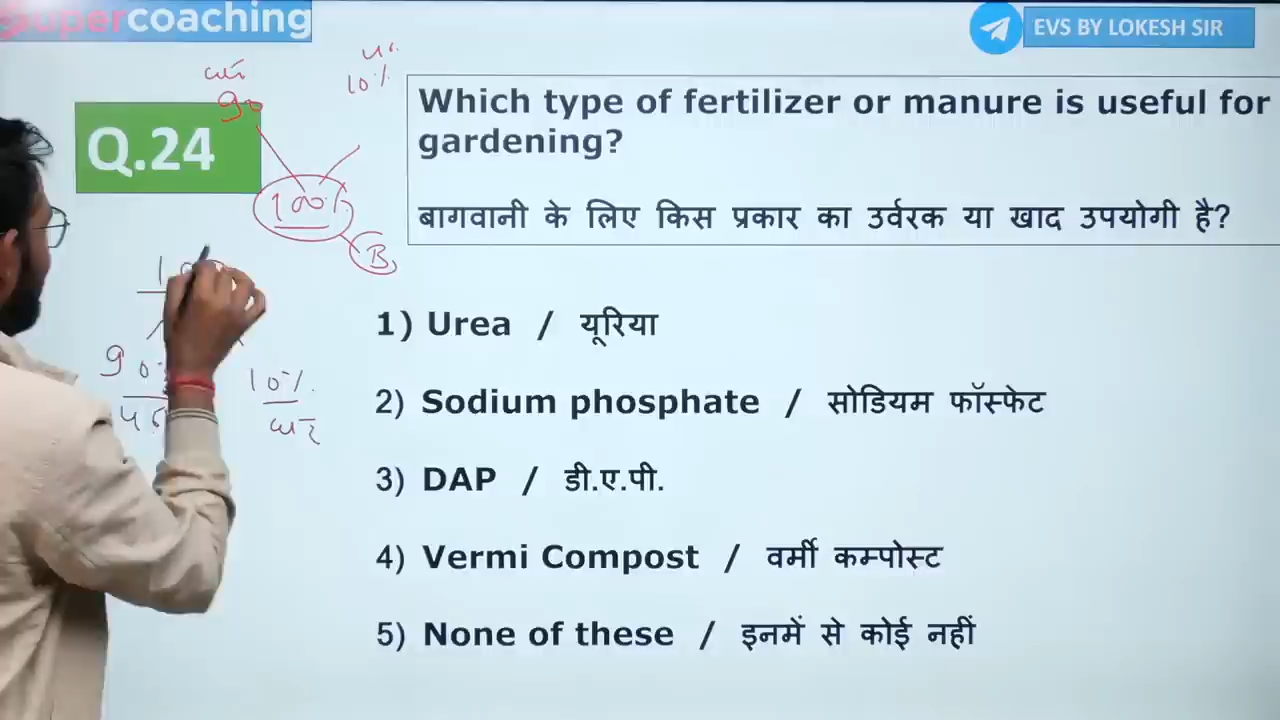 supercoaching
EVS BY LOKESH SIR
Q.24
Which type of fertilizer or manure is useful for
gardening?
बागवानी के लिए किस प्रकार का उर्वरक या खाद उपयोगी है?
1) Urea / यूरिया
2) Sodium phosphate / सोडियम फॉस्फेट
3) DAP / डी.ए.पी.
4) Vermi Compost / वर्मी कम्पोस्ट
5) None of these / इनमें से कोई नहीं
90
10%
100%
B
10%